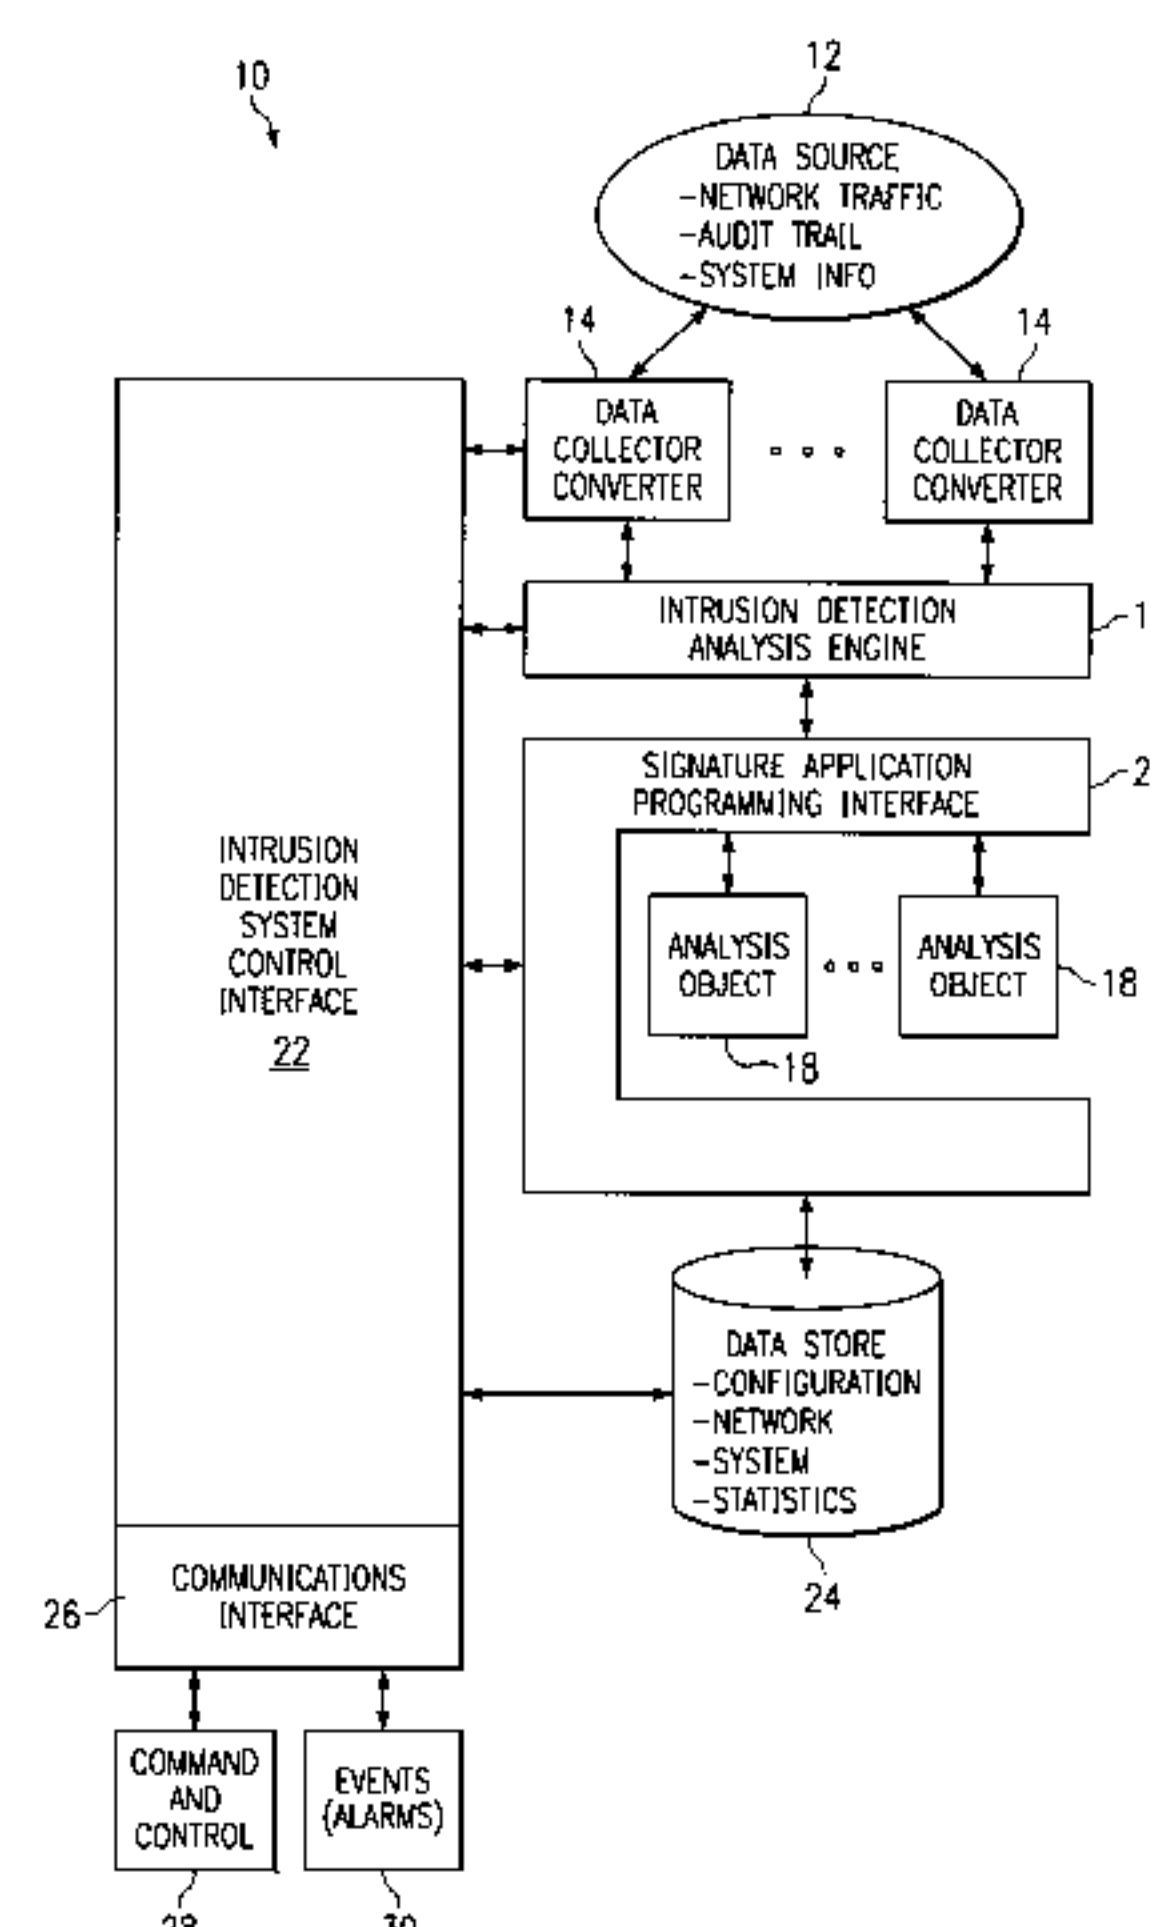 10
12
DATA SOURCE
-NETWORK TRAFFIC
-AUDIT TRAIL
-SYSTEM INFO
14
14
DATA
COLLECTOR
CONVERTER
DATA
COLLECTOR
CONVERTER
INTRUSION DETECTION
ANALYSIS ENGINE
1
SIGNATURE APPLICATION
PROGRAMMING INTERFACE
2
INTRUSION
DETECTION
SYSTEM
CONTROL
INTERFACE
22
ANALYSIS
OBJECT
ANALYSIS
OBJECT
18
18
DATA STORE
-CONFIGURATION
-NETWORK
-SYSTEM
-STATISTICS
24
COMMUNICATIONS
INTERFACE
26
COMMAND
AND
CONTROL
EVENTS
(ALARMS)